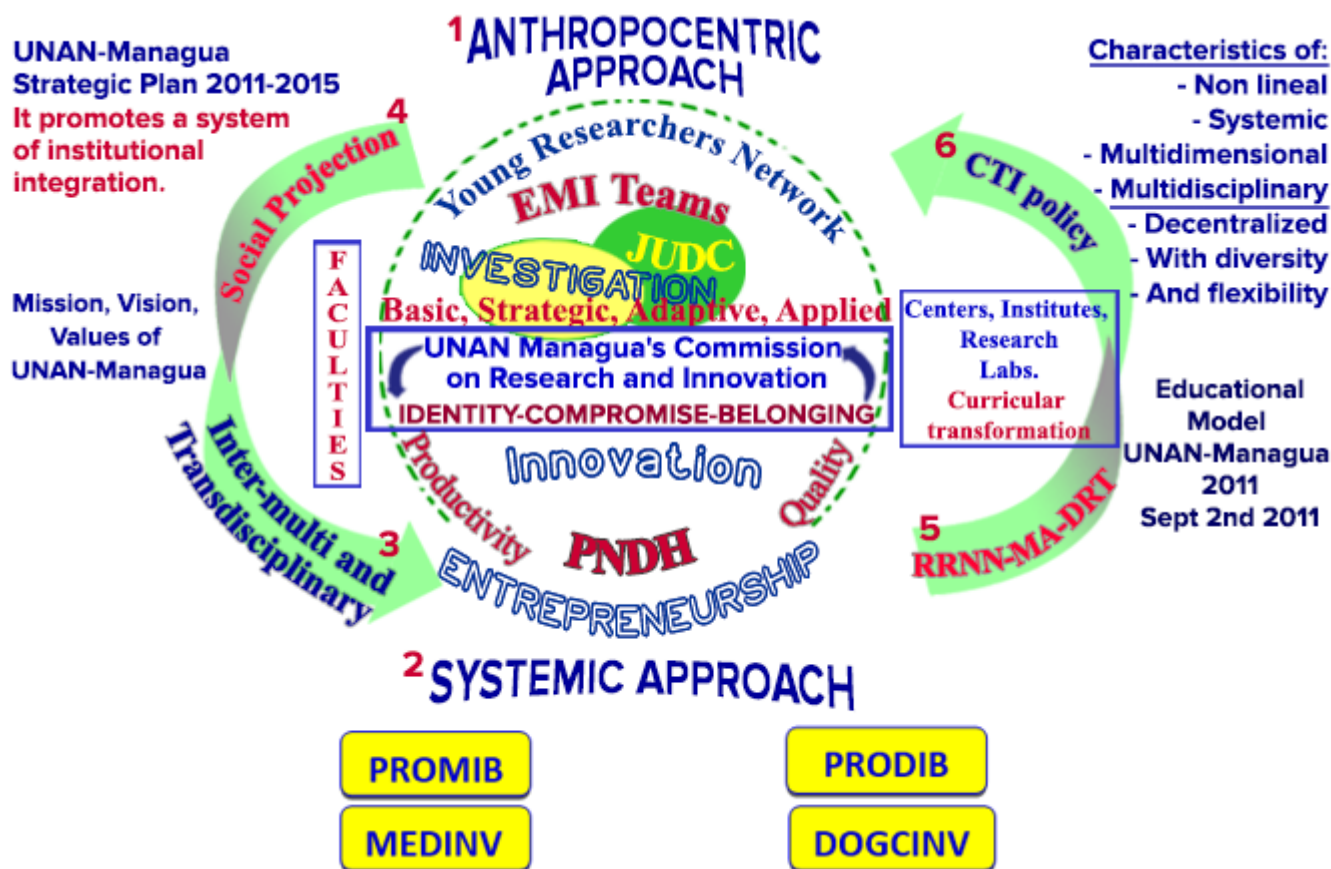 1 ANTHROPOCENTRIC
APPROACH
UNAN-Managua
Strategic Plan 2011-2015
It promotes a system
of institutional
integration.
4
Social Projection
Mission, Vision,
Values of
UNAN-Managua
Inter-multi and
Transdisciplinary
3
FACULTIES
Young Researchers Network
EMI Teams
JUDC
INVESTIGATION
Basic, Strategic, Adaptive, Applied
UNAN Managua's Commission
on Research and Innovation
IDENTITY-COMPROMISE-BELONGING
Innovation
Productivity
Quality
PNDH
ENTREPRENEURSHIP
Characteristics of:
- Non lineal
- Systemic
- Multidimensional
- Multidisciplinary
- Decentralized
- With diversity
- And flexibility
6
CTI policy
Centers, Institutes,
Research
Labs.
Curricular
transformation
Educational
Model
UNAN-Managua
2011
Sept 2nd 2011
5
RRNN-MA-DRT
2 SYSTEMIC APPROACH
PROMIB
PRODIB
MEDINV
DOGCINV